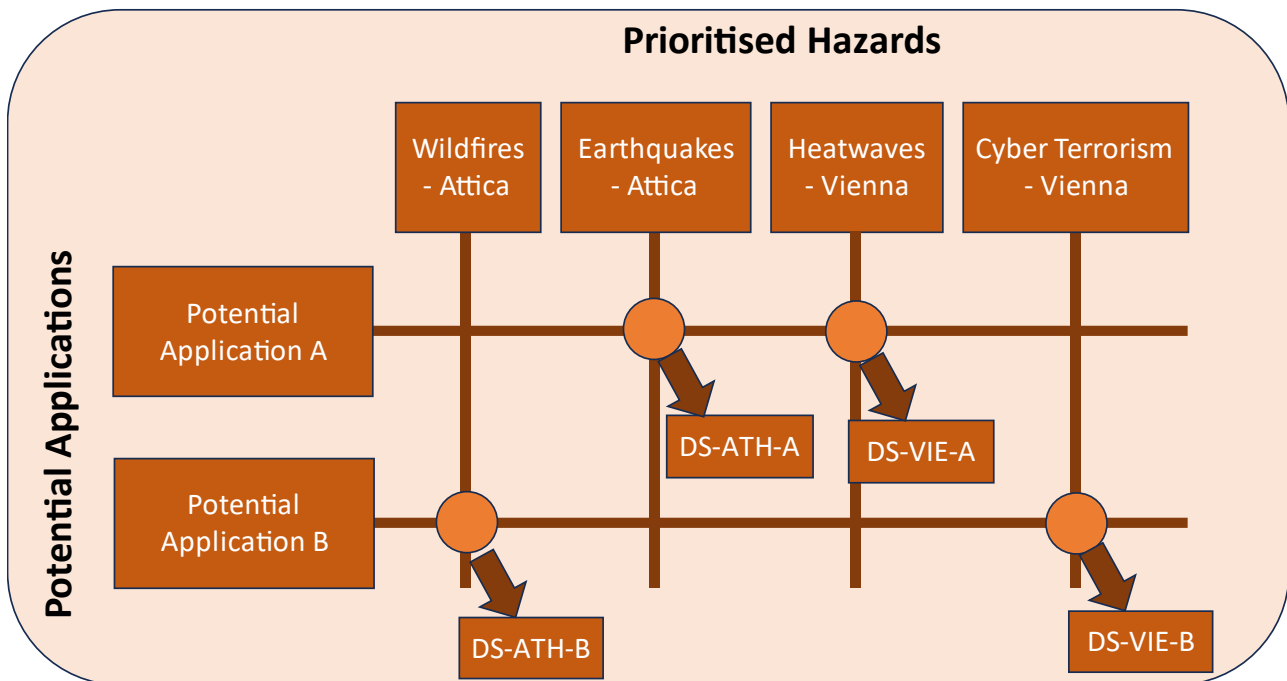 Prioritised Hazards
Wildfires
- Attica
Earthquakes
- Attica
Heatwaves
- Vienna
Cyber Terrorism
- Vienna
Potential Applications
Potential
Application A
DS-ATH-A
DS-VIE-A
Potential
Application B
DS-ATH-B
DS-VIE-B